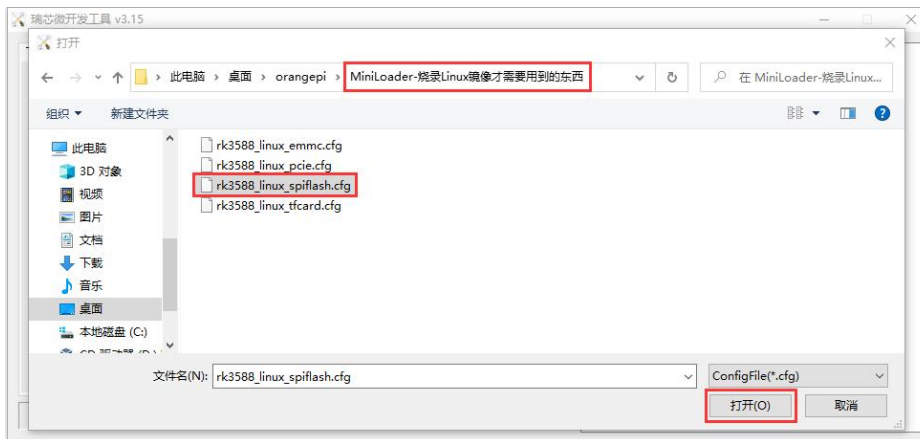 瑞芯微开发工具 v3.15
打开
此电脑 › 桌面 › orangepi › MiniLoader-烧录Linux镜像才需要用到的东西
在 MiniLoader-烧录Linux...
组织 新建文件夹
此电脑
3D 对象
视频
图片
文档
下载
音乐
桌面
本地磁盘 (C:)
rk3588_linux_emmc.cfg
rk3588_linux_pcie.cfg
rk3588_linux_spiflash.cfg
rk3588_linux_tfcard.cfg
文件名(N): rk3588_linux_spiflash.cfg
ConfigFile(*.cfg)
打开(O) 取消